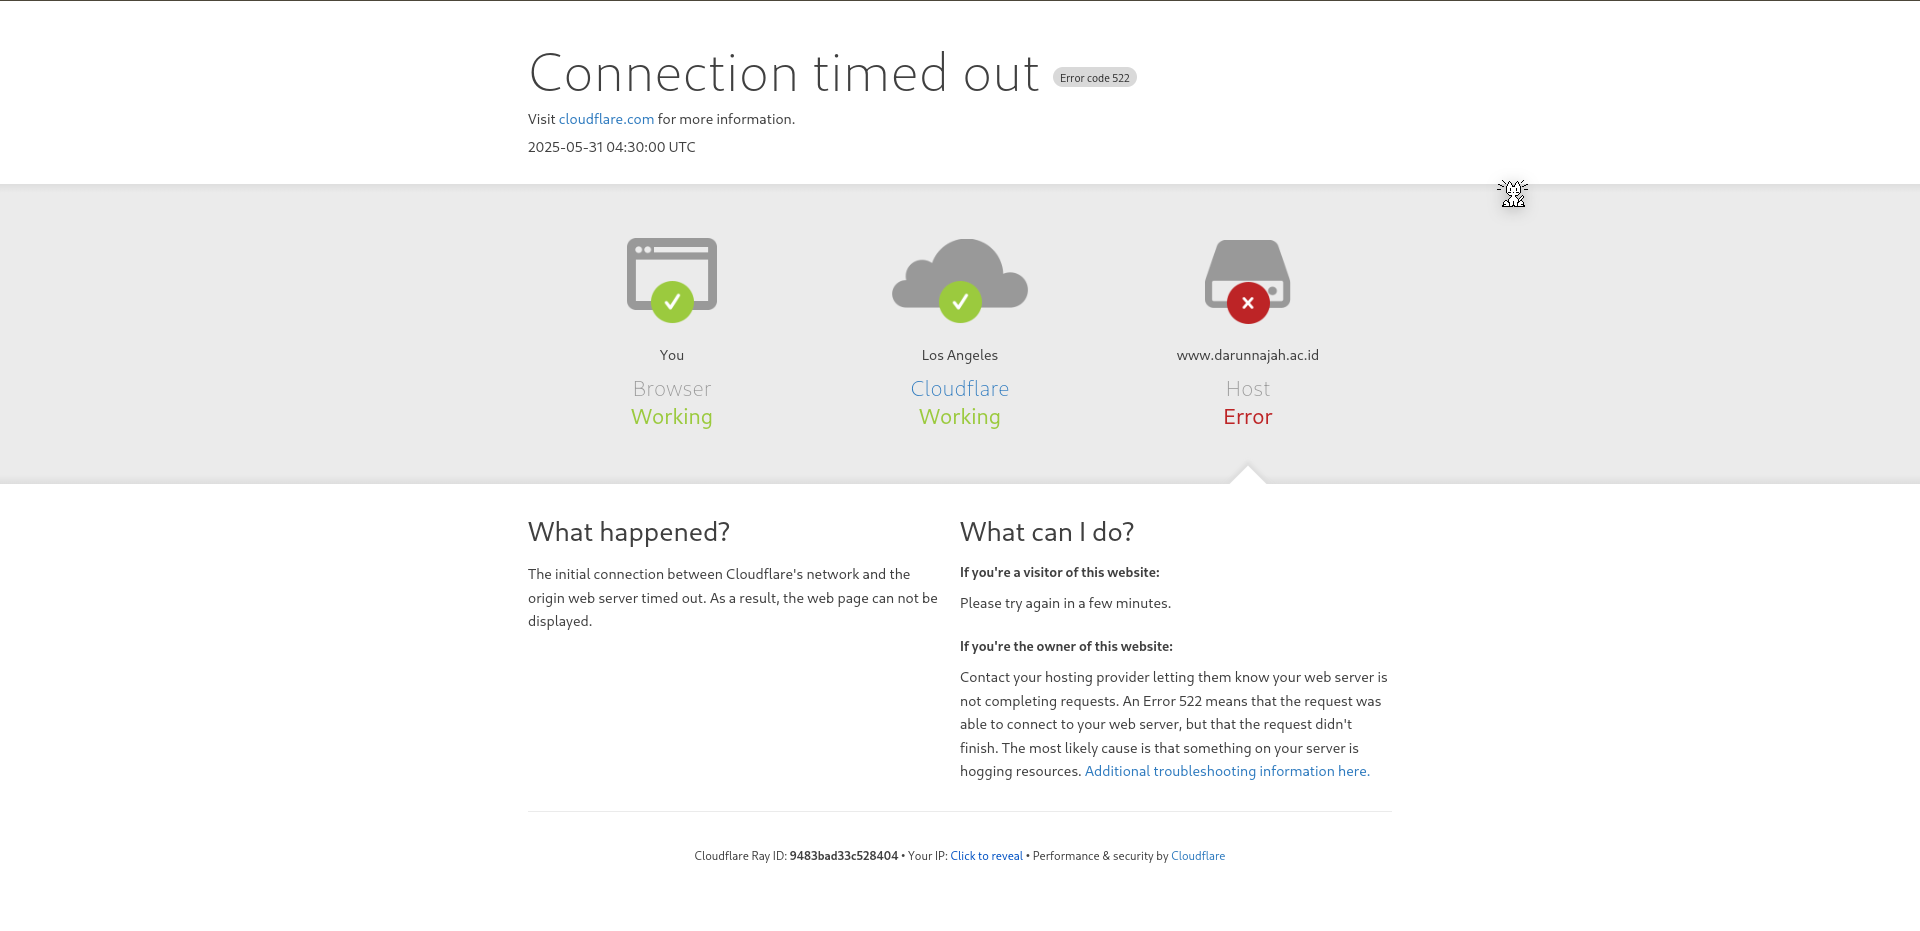 Connection timed out Error code 522
Visit cloudflare.com for more information.
2025-05-31 04:30:00 UTC
You
Browser
Working
Los Angeles
Cloudflare
Working
www.darunnajah.ac.id
Host
Error
What happened?
The initial connection between Cloudflare's network and the
origin web server timed out. As a result, the web page can not be
displayed.
What can I do?
If you're a visitor of this website:
Please try again in a few minutes.
If you're the owner of this website:
Contact your hosting provider letting them know your web server is
not completing requests. An Error 522 means that the request was
able to connect to your web server, but that the request didn't
finish. The most likely cause is that something on your server is
hogging resources. Additional troubleshooting information here.
Cloudflare Ray ID: 9483bad33c528404 • Your IP: Click to reveal • Performance & security by Cloudflare